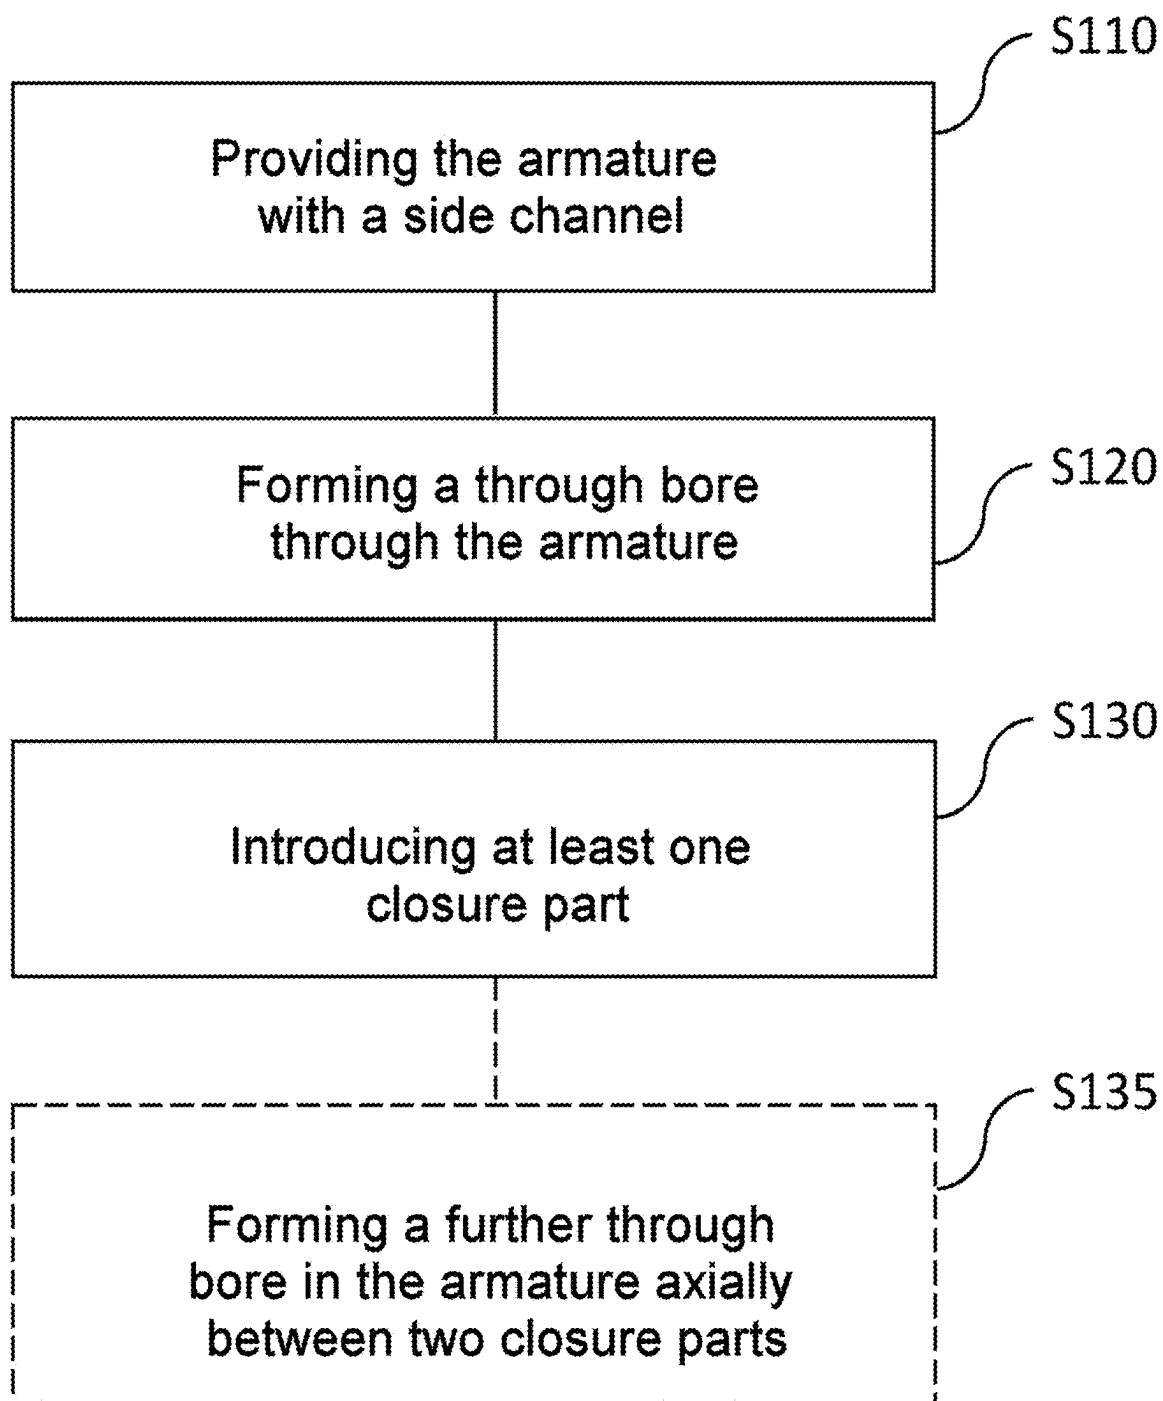 S110
Providing the armature
with a side channel
S120
Forming a through bore
through the armature
S130
Introducing at least one
closure part
S135
Forming a further through
bore in the armature axially
between two closure parts